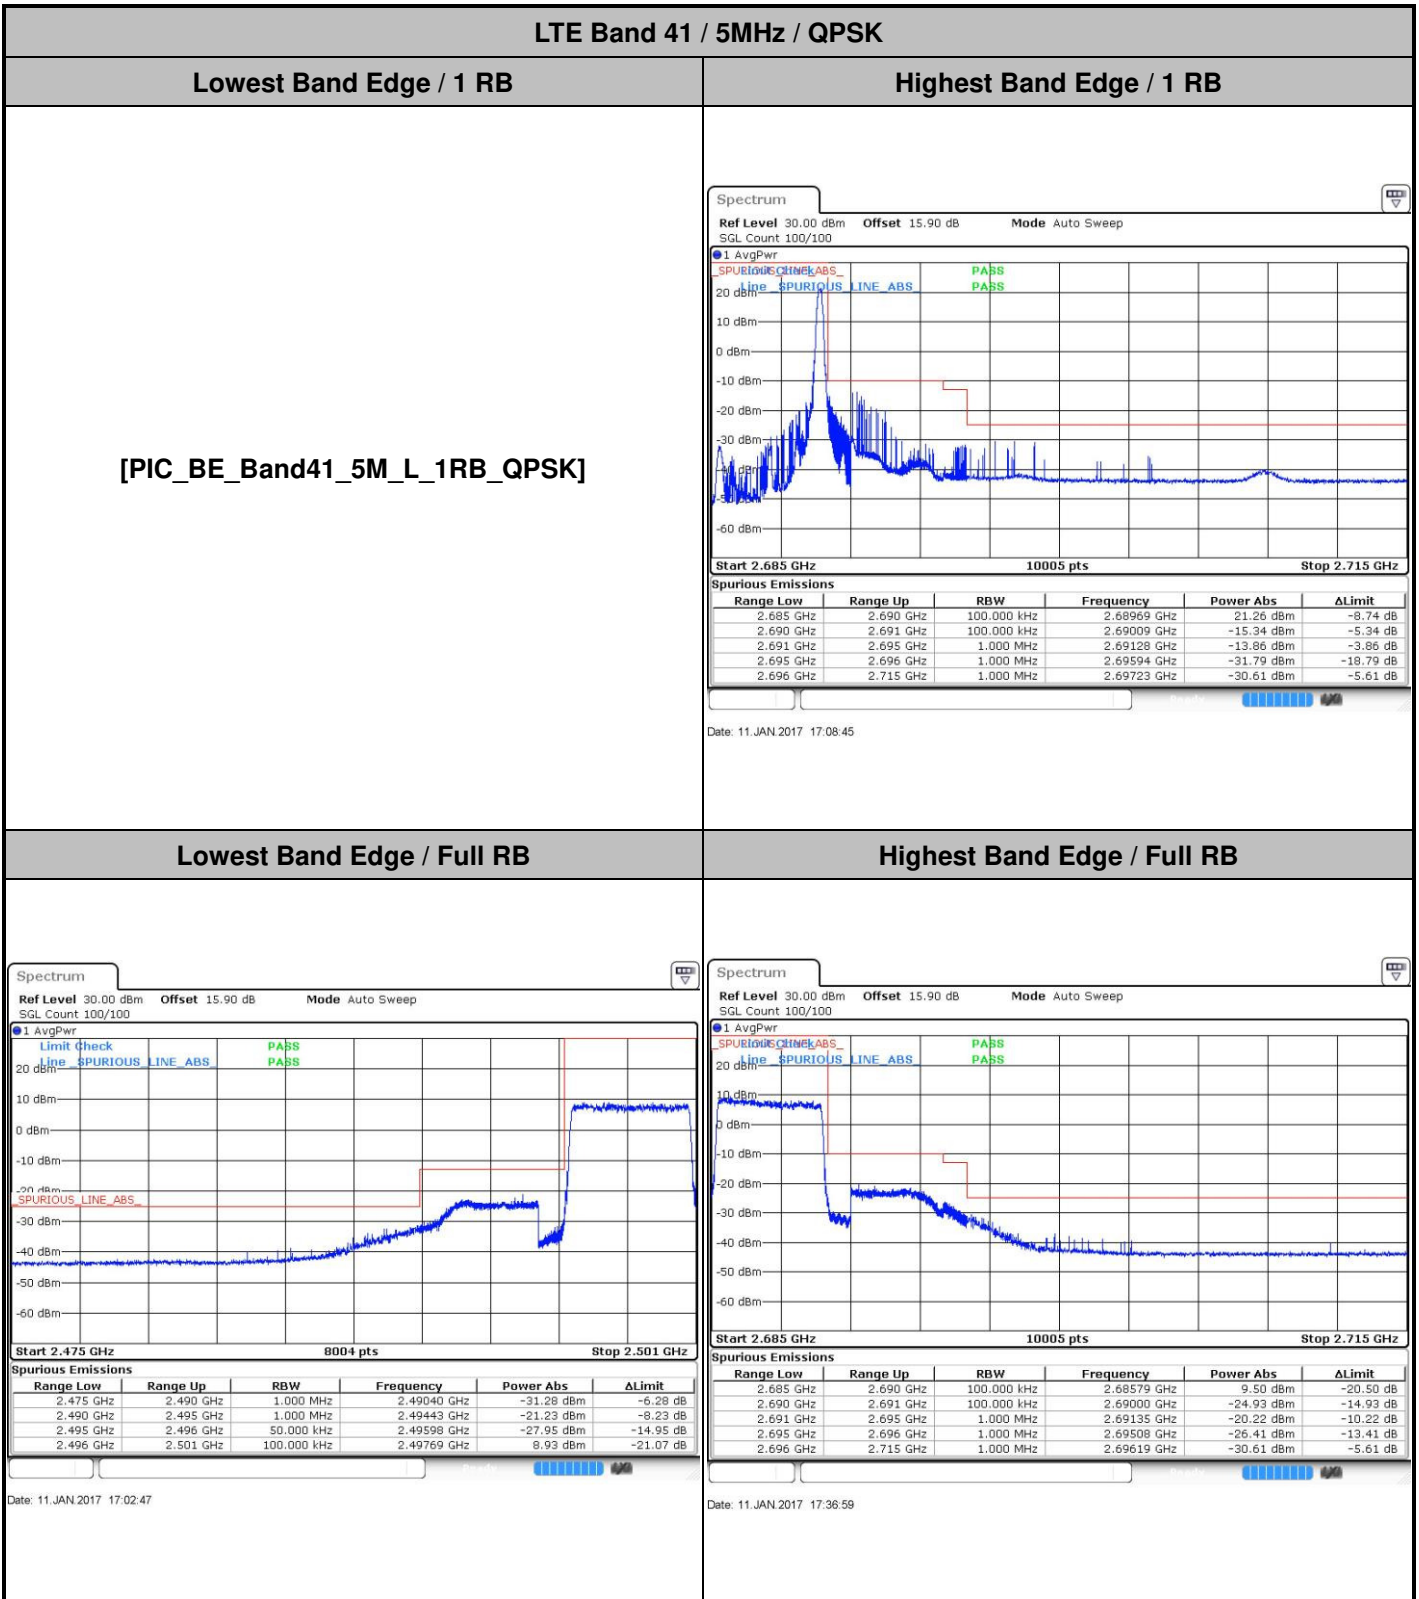 LTE Band 41 / 5MHz / QPSK
Lowest Band Edge / 1 RB
Highest Band Edge / 1 RB
[PIC_BE_Band41_5M_L_1RB_QPSK]
Spectrum
Ref Level 30.00 dBm Offset 15.90 dB Mode Auto Sweep
SGL Count 100/100
1 AvgPwr
Limit Check PASS
Line _SPURIOUS_LINE_ABS_ PASS
20 dBm
10 dBm
0 dBm
-10 dBm
-20 dBm
-30 dBm
-60 dBm
Start 2.685 GHz 10005 pts Stop 2.715 GHz
Spurious Emissions
Range Low Range Up RBW Frequency Power Abs ΔLimit
2.685 GHz 2.690 GHz 100.000 kHz 2.68969 GHz 21.26 dBm -8.74 dB
2.690 GHz 2.691 GHz 100.000 kHz 2.69009 GHz -15.34 dBm -5.34 dB
2.691 GHz 2.695 GHz 1.000 MHz 2.69128 GHz -13.86 dBm -3.86 dB
2.695 GHz 2.696 GHz 1.000 MHz 2.69594 GHz -31.79 dBm -18.79 dB
2.696 GHz 2.715 GHz 1.000 MHz 2.69723 GHz -30.61 dBm -5.61 dB
Date: 11.JAN.2017 17:08:45
Lowest Band Edge / Full RB
Highest Band Edge / Full RB
Spectrum
Ref Level 30.00 dBm Offset 15.90 dB Mode Auto Sweep
SGL Count 100/100
1 AvgPwr
Limit Check PASS
Line _SPURIOUS_LINE_ABS_ PASS
20 dBm
10 dBm
0 dBm
-10 dBm
-20 dBm
_SPURIOUS_LINE_ABS_
-30 dBm
-40 dBm
-50 dBm
-60 dBm
Start 2.475 GHz 8004 pts Stop 2.501 GHz
Spurious Emissions
Range Low Range Up RBW Frequency Power Abs ΔLimit
2.475 GHz 2.490 GHz 1.000 MHz 2.49040 GHz -31.28 dBm -6.28 dB
2.490 GHz 2.495 GHz 1.000 MHz 2.49443 GHz -21.23 dBm -8.23 dB
2.495 GHz 2.496 GHz 50.000 kHz 2.49598 GHz -27.95 dBm -14.95 dB
2.496 GHz 2.501 GHz 100.000 kHz 2.49769 GHz 8.93 dBm -21.07 dB
Date: 11.JAN.2017 17:02:47
Spectrum
Ref Level 30.00 dBm Offset 15.90 dB Mode Auto Sweep
SGL Count 100/100
1 AvgPwr
Limit Check PASS
Line _SPURIOUS_LINE_ABS_ PASS
20 dBm
10 dBm
0 dBm
-10 dBm
-20 dBm
-30 dBm
-40 dBm
-50 dBm
-60 dBm
Start 2.685 GHz 10005 pts Stop 2.715 GHz
Spurious Emissions
Range Low Range Up RBW Frequency Power Abs ΔLimit
2.685 GHz 2.690 GHz 100.000 kHz 2.68579 GHz 9.50 dBm -20.50 dB
2.690 GHz 2.691 GHz 100.000 kHz 2.69000 GHz -24.93 dBm -14.93 dB
2.691 GHz 2.695 GHz 1.000 MHz 2.69135 GHz -20.22 dBm -10.22 dB
2.695 GHz 2.696 GHz 1.000 MHz 2.69508 GHz -26.41 dBm -13.41 dB
2.696 GHz 2.715 GHz 1.000 MHz 2.69619 GHz -30.61 dBm -5.61 dB
Date: 11.JAN.2017 17:36:59